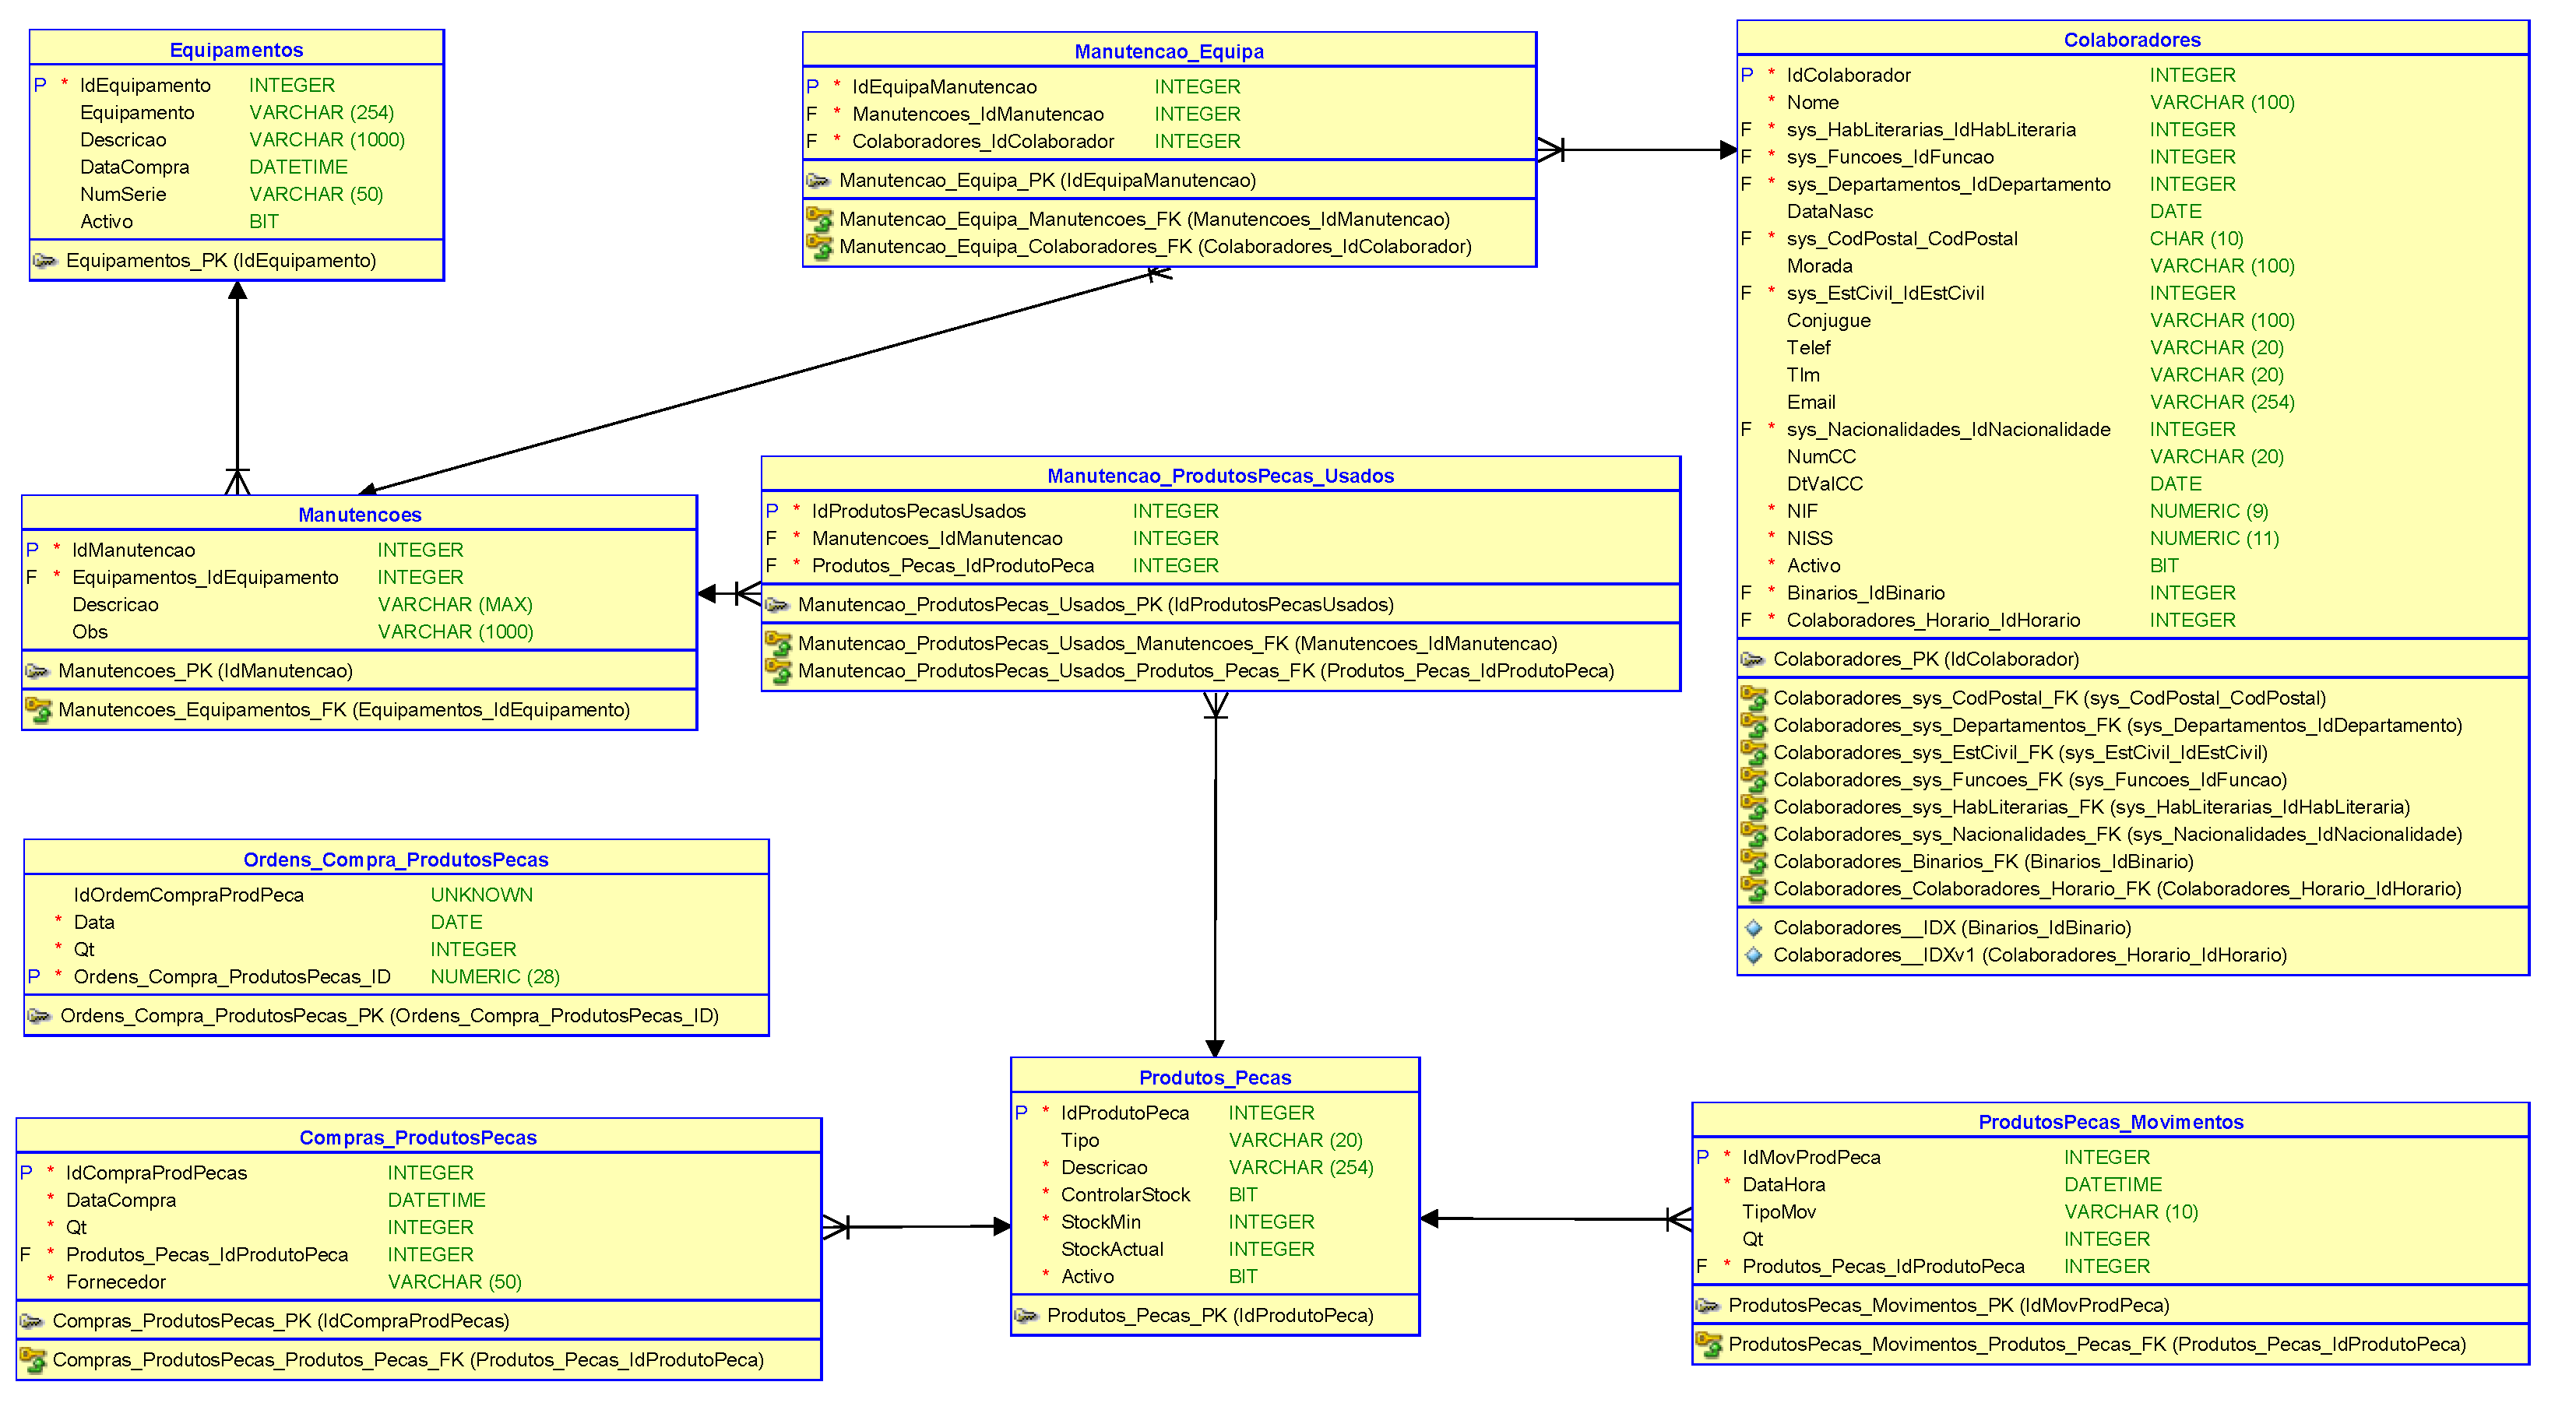 Equipamentos
P * IdEquipamento INTEGER
Equipamento VARCHAR (254)
Descricao VARCHAR (1000)
DataCompra DATETIME
NumSerie VARCHAR (50)
Activo BIT
Equipamentos_PK (IdEquipamento)
Manutencao_Equipa
P * IdEquipaManutencao INTEGER
F * Manutencoes_IdManutencao INTEGER
F * Colaboradores_IdColaborador INTEGER
Manutencao_Equipa_PK (IdEquipaManutencao)
Manutencao_Equipa_Manutencoes_FK (Manutencoes_IdManutencao)
Manutencao_Equipa_Colaboradores_FK (Colaboradores_IdColaborador)
Colaboradores
P * IdColaborador INTEGER
* Nome VARCHAR (100)
F * sys_HabLiterarias_IdHabLiteraria INTEGER
F * sys_Funcoes_IdFuncao INTEGER
F * sys_Departamentos_IdDepartamento INTEGER
DataNasc DATE
F * sys_CodPostal_CodPostal CHAR (10)
Morada VARCHAR (100)
F * sys_EstCivil_IdEstCivil INTEGER
Conjugue VARCHAR (100)
Telef VARCHAR (20)
Tlm VARCHAR (20)
Email VARCHAR (254)
F * sys_Nacionalidades_IdNacionalidade INTEGER
NumCC VARCHAR (20)
DtValCC DATE
* NIF NUMERIC (9)
* NISS NUMERIC (11)
* Activo BIT
F * Binarios_IdBinario INTEGER
F * Colaboradores_Horario_IdHorario INTEGER
Colaboradores_PK (IdColaborador)
Colaboradores_sys_CodPostal_FK (sys_CodPostal_CodPostal)
Colaboradores_sys_Departamentos_FK (sys_Departamentos_IdDepartamento)
Colaboradores_sys_EstCivil_FK (sys_EstCivil_IdEstCivil)
Colaboradores_sys_Funcoes_FK (sys_Funcoes_IdFuncao)
Colaboradores_sys_HabLiterarias_FK (sys_HabLiterarias_IdHabLiteraria)
Colaboradores_sys_Nacionalidades_FK (sys_Nacionalidades_IdNacionalidade)
Colaboradores_Binarios_FK (Binarios_IdBinario)
Colaboradores_Colaboradores_Horario_FK (Colaboradores_Horario_IdHorario)
Colaboradores__IDX (Binarios_IdBinario)
Colaboradores__IDXv1 (Colaboradores_Horario_IdHorario)
Manutencoes
P * IdManutencao INTEGER
F * Equipamentos_IdEquipamento INTEGER
Descricao VARCHAR (MAX)
Obs VARCHAR (1000)
Manutencoes_PK (IdManutencao)
Manutencoes_Equipamentos_FK (Equipamentos_IdEquipamento)
Manutencao_ProdutosPecas_Usados
P * IdProdutosPecasUsados INTEGER
F * Manutencoes_IdManutencao INTEGER
F * Produtos_Pecas_IdProdutoPeca INTEGER
Manutencao_ProdutosPecas_Usados_PK (IdProdutosPecasUsados)
Manutencao_ProdutosPecas_Usados_Manutencoes_FK (Manutencoes_IdManutencao)
Manutencao_ProdutosPecas_Usados_Produtos_Pecas_FK (Produtos_Pecas_IdProdutoPeca)
Ordens_Compra_ProdutosPecas
IdOrdemCompraProdPeca UNKNOWN
* Data DATE
* Qt INTEGER
P * Ordens_Compra_ProdutosPecas_ID NUMERIC (28)
Ordens_Compra_ProdutosPecas_PK (Ordens_Compra_ProdutosPecas_ID)
Compras_ProdutosPecas
P * IdCompraProdPecas INTEGER
* DataCompra DATETIME
* Qt INTEGER
F * Produtos_Pecas_IdProdutoPeca INTEGER
* Fornecedor VARCHAR (50)
Compras_ProdutosPecas_PK (IdCompraProdPecas)
Compras_ProdutosPecas_Produtos_Pecas_FK (Produtos_Pecas_IdProdutoPeca)
Produtos_Pecas
P * IdProdutoPeca INTEGER
Tipo VARCHAR (20)
* Descricao VARCHAR (254)
* ControlarStock BIT
* StockMin INTEGER
StockActual INTEGER
* Activo BIT
Produtos_Pecas_PK (IdProdutoPeca)
ProdutosPecas_Movimentos
P * IdMovProdPeca INTEGER
* DataHora DATETIME
TipoMov VARCHAR (10)
Qt INTEGER
F * Produtos_Pecas_IdProdutoPeca INTEGER
ProdutosPecas_Movimentos_PK (IdMovProdPeca)
ProdutosPecas_Movimentos_Produtos_Pecas_FK (Produtos_Pecas_IdProdutoPeca)